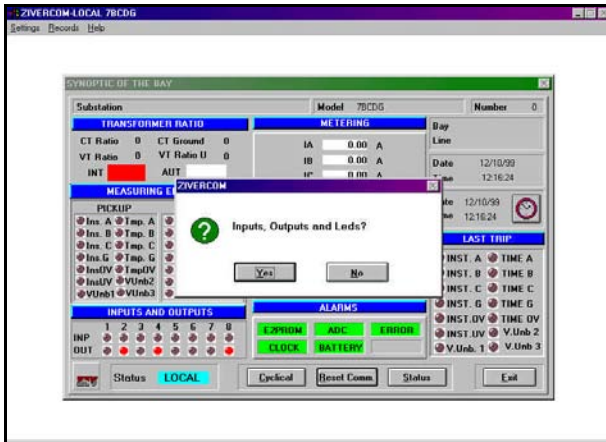 ZIVERCOM-LOCAL 7BCDG
Settings Records Help
SYNOPTIC OF THE BAY
Substation Model 7BCDG Number 0
TRANSFORMER RATIO
CT Ratio 0 CT Ground 0
VT Ratio 0 VT Ratio U 0
INT AUT
METERING
IA 0.00 A
IB 0.00 A
IC 0.00 A
Bay
Line
Date 12/10/99
12:16:24
12/10/99
12:16:24
MEASURING
PICKUP
Ins. A Tmp. A
Ins. B Tmp. B
Ins. C Tmp. C
Ins.G Tmp. G
InsOV TmpOV
InsUV VUnb2
VUnb1 VUnb3
ZIVERCOM
Inputs, Outputs and Leds?
Yes No
LAST TRIP
INST. A TIME A
INST. B TIME B
INST. C TIME C
INST. G TIME G
INST.OV TIME OV
INST.UV V.Unb 2
V.Unb. 1 V.Unb 3
INPUTS AND OUTPUTS
1 2 3 4 5 6 7 8
INP
OUT
ALARMS
E2PROM ADC ERROR
CLOCK BATTERY
Status LOCAL Cyclical Reset Comm. Status Exit